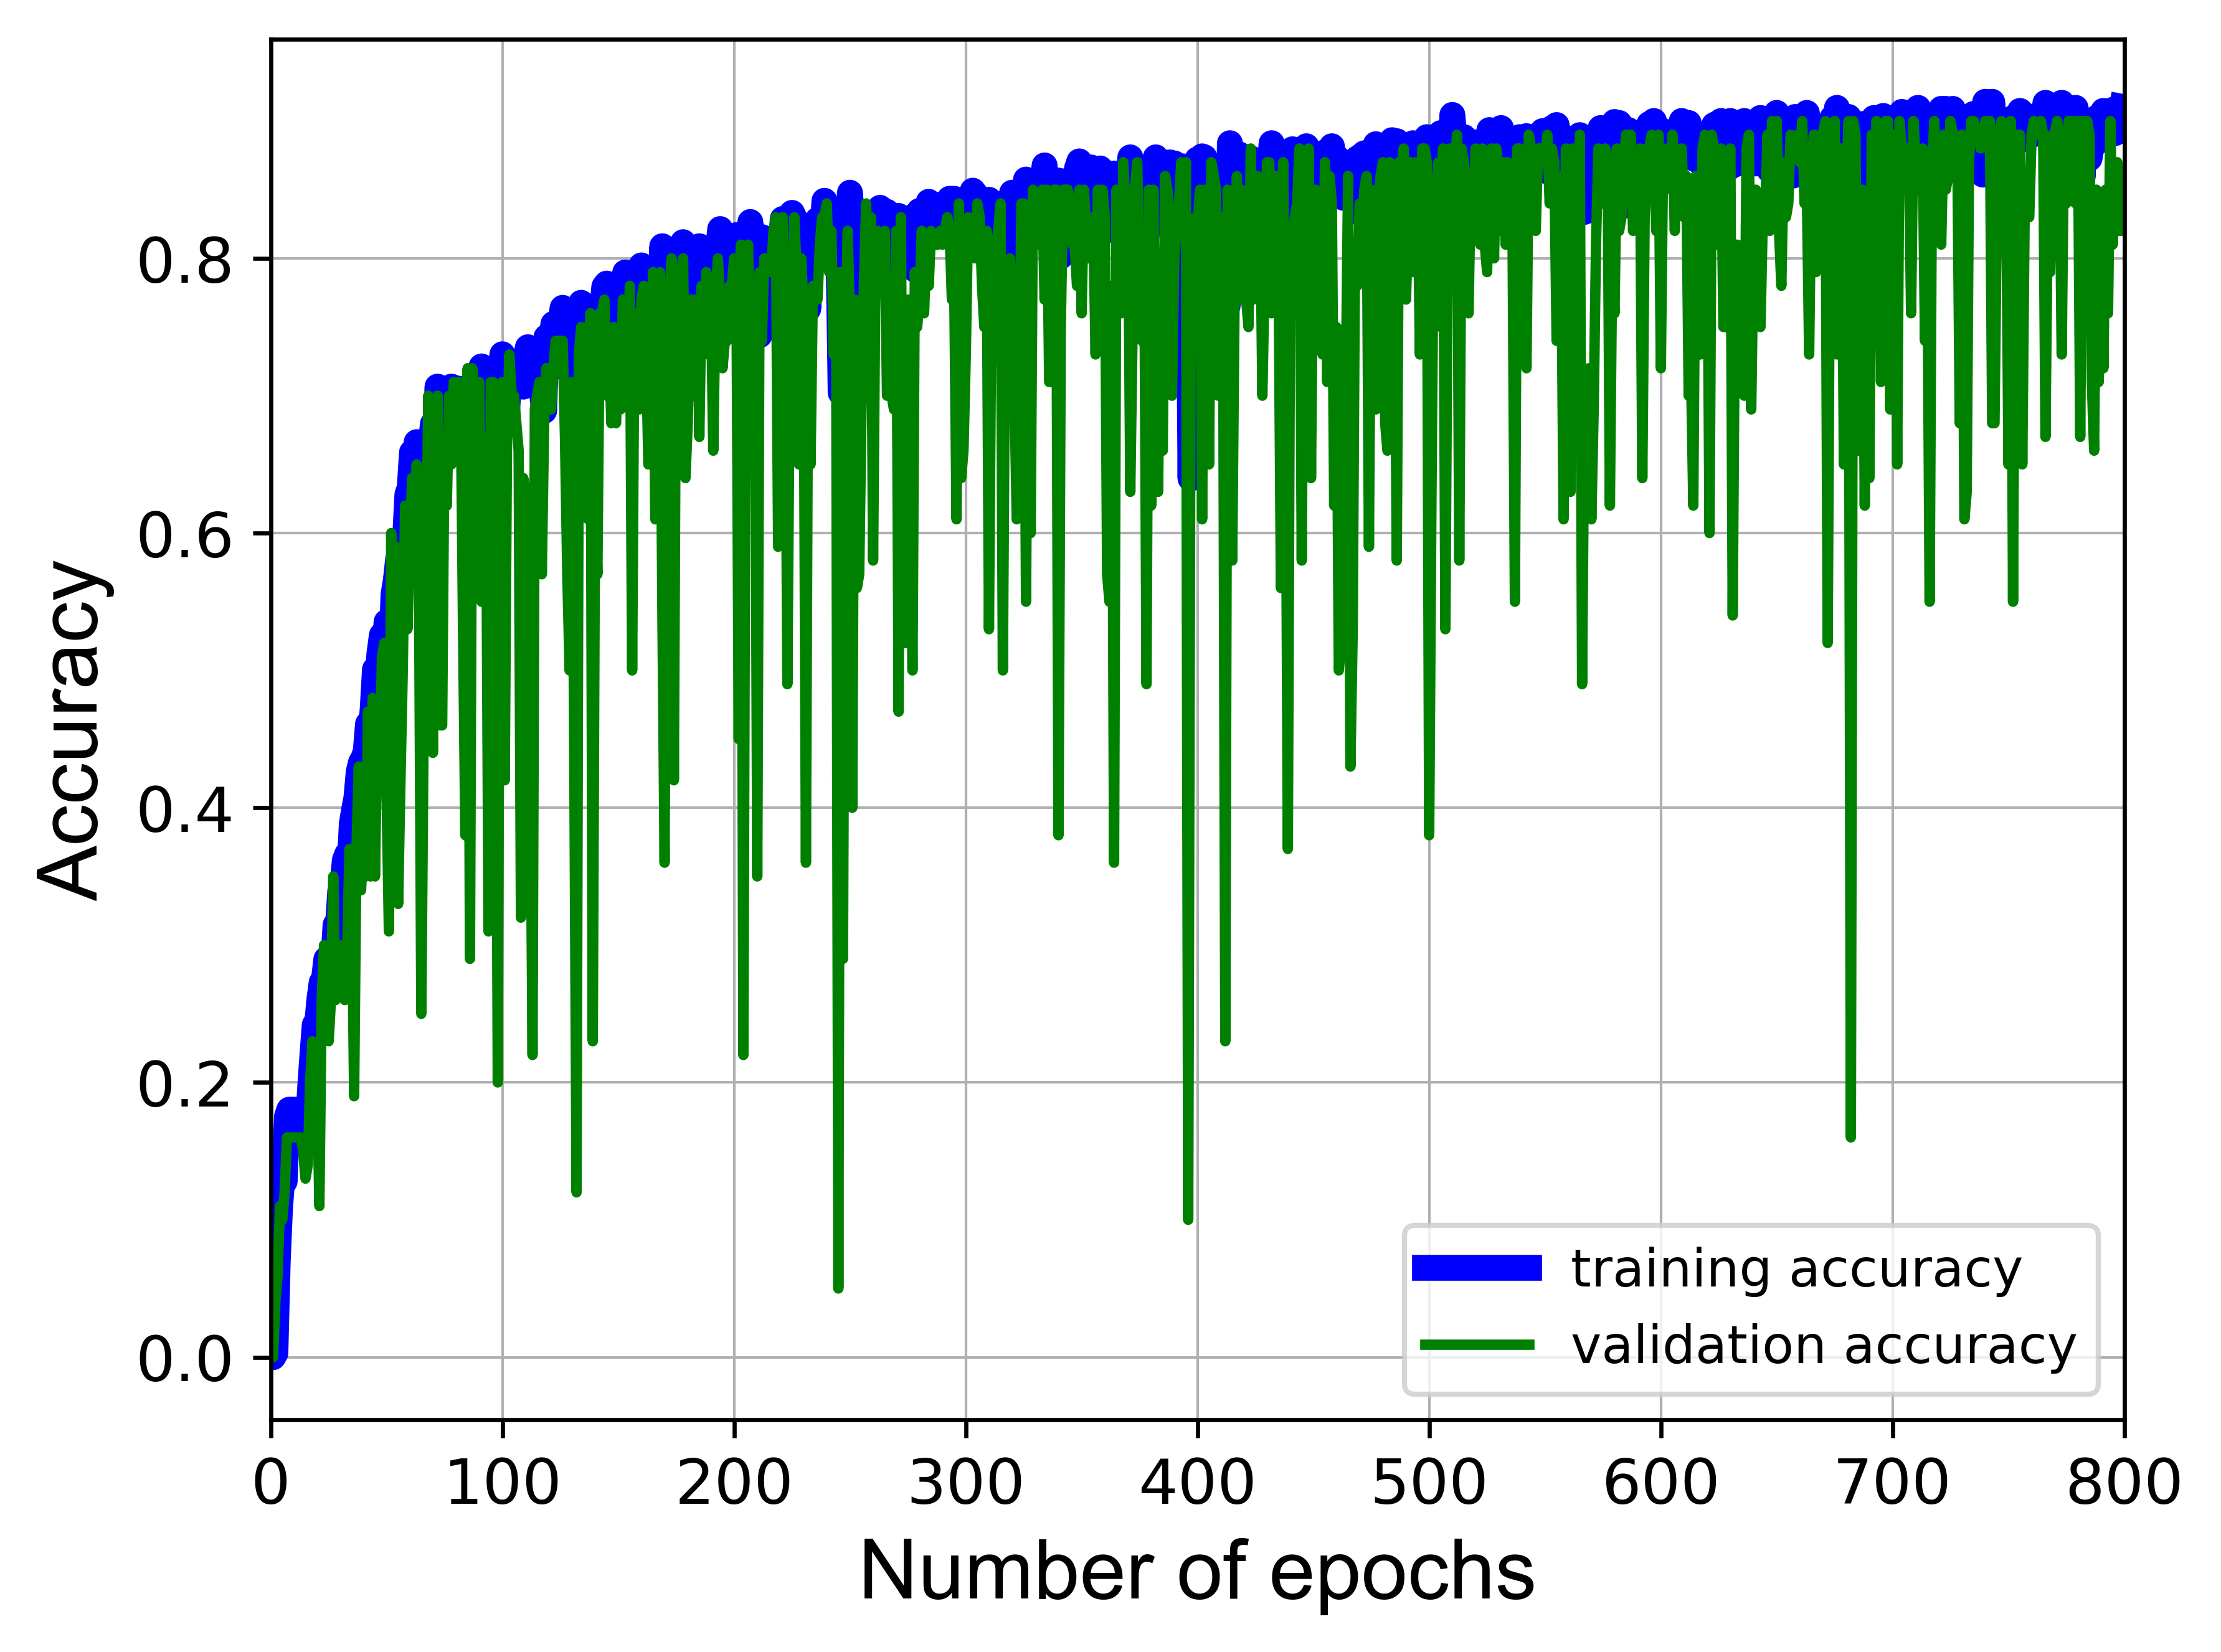 0.8
0.6
0.4
0.2
0.0
Accuracy
training accuracy
validation accuracy
0 100 200 300 400 500 600 700 800
Number of epochs